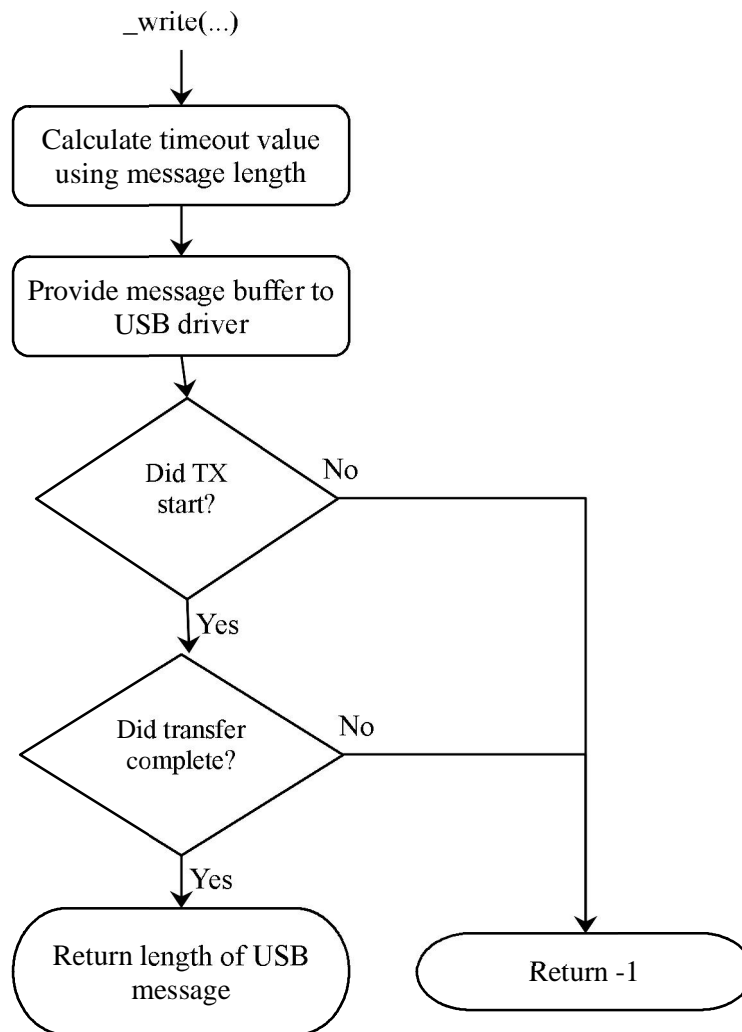 _write(...)
Calculate timeout value
using message length
Provide message buffer to
USB driver
Did TX
start?
No
Yes
Did transfer
complete?
No
Yes
Return length of USB
message
Return -1